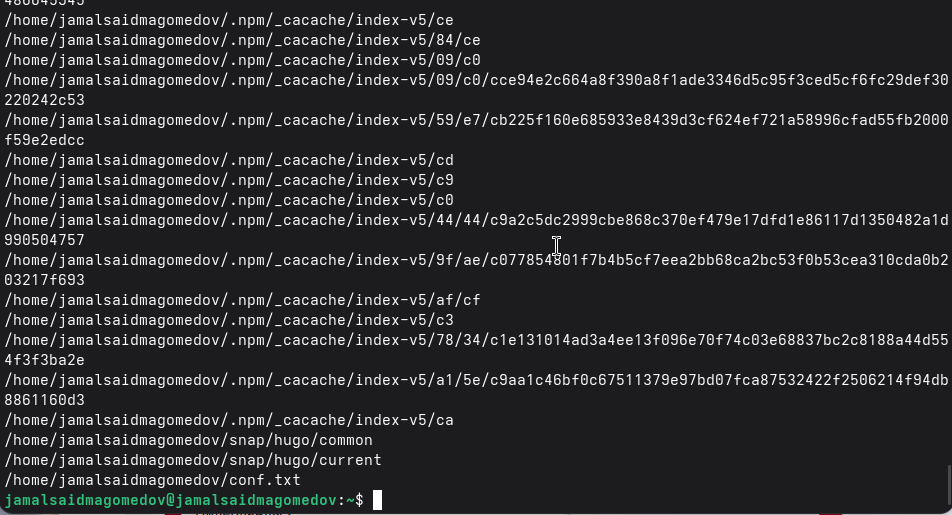 /home/jamalsaidmagomedov/.npm/_cacache/index-v5/ce
/home/jamalsaidmagomedov/.npm/_cacache/index-v5/84/ce
/home/jamalsaidmagomedov/.npm/_cacache/index-v5/09/c0
/home/jamalsaidmagomedov/.npm/_cacache/index-v5/09/c0/cce94e2c664a8f390a8f1ade3346d5c95f3ced5cf6fc29def30
220242c53
/home/jamalsaidmagomedov/.npm/_cacache/index-v5/59/e7/cb225f160e685933e8439d3cf624ef721a58996cfad55fb2000
f59e2edcc
/home/jamalsaidmagomedov/.npm/_cacache/index-v5/cd
/home/jamalsaidmagomedov/.npm/_cacache/index-v5/c9
/home/jamalsaidmagomedov/.npm/_cacache/index-v5/c0
/home/jamalsaidmagomedov/.npm/_cacache/index-v5/44/44/c9a2c5dc2999cbe868c370ef479e17dfd1e86117d1350482a1d
990504757
/home/jamalsaidmagomedov/.npm/_cacache/index-v5/9f/ae/c077854801f7b4b5cf7eea2bb68ca2bc53f0b53cea310cda0b2
03217f693
/home/jamalsaidmagomedov/.npm/_cacache/index-v5/af/cf
/home/jamalsaidmagomedov/.npm/_cacache/index-v5/c3
/home/jamalsaidmagomedov/.npm/_cacache/index-v5/78/34/c1e131014ad3a4ee13f096e70f74c03e68837bc2c8188a44d55
4f3f3ba2e
/home/jamalsaidmagomedov/.npm/_cacache/index-v5/a1/5e/c9aa1c46bf0c67511379e97bd07fca87532422f2506214f94db
8861160d3
/home/jamalsaidmagomedov/.npm/_cacache/index-v5/ca
/home/jamalsaidmagomedov/snap/hugo/common
/home/jamalsaidmagomedov/snap/hugo/current
/home/jamalsaidmagomedov/conf.txt
jamalsaidmagomedov@jamalsaidmagomedov:~$